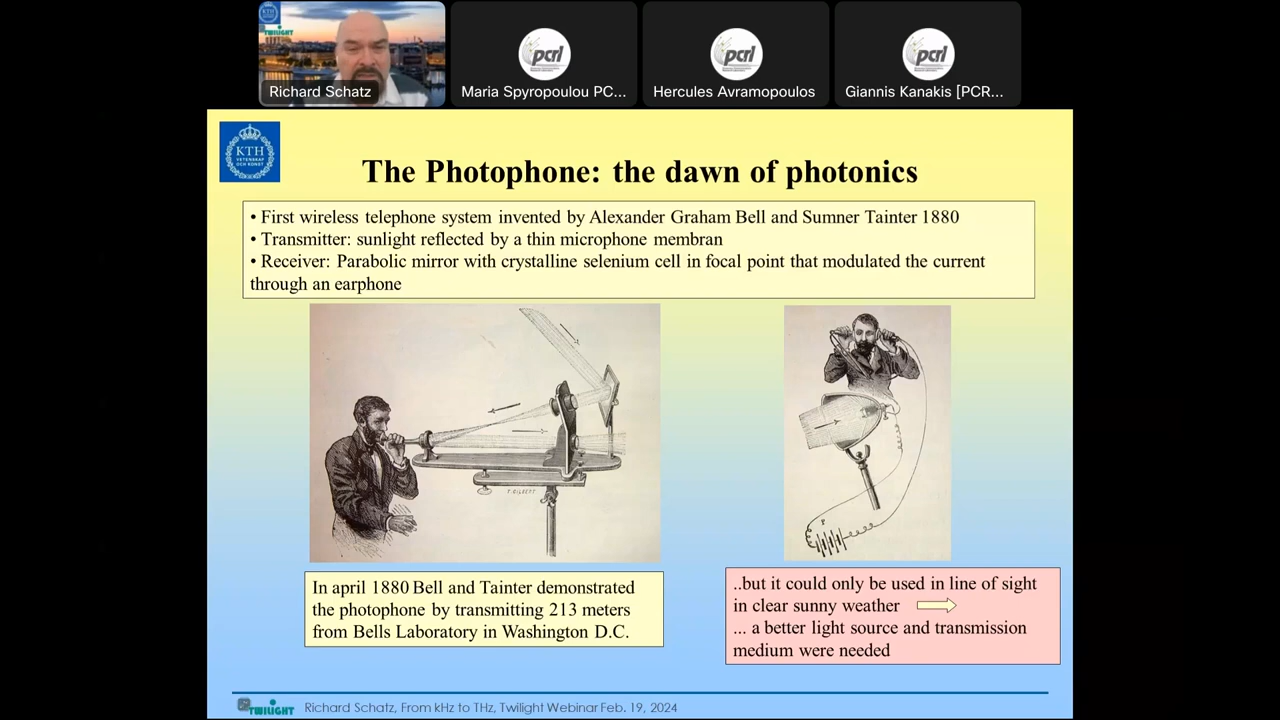 TWILIGHT
Richard Schatz
pcrl
Maria Spyropoulou PC...
pcrl
Hercules Avramopoulos
pcrl
Giannis Kanakis [PCR...
KTH
VETENSKAP
OCH KONST
The Photophone: the dawn of photonics
• First wireless telephone system invented by Alexander Graham Bell and Sumner Tainter 1880
• Transmitter: sunlight reflected by a thin microphone membran
• Receiver: Parabolic mirror with crystalline selenium cell in focal point that modulated the current
through an earphone
In april 1880 Bell and Tainter demonstrated
the photophone by transmitting 213 meters
from Bells Laboratory in Washington D.C.
..but it could only be used in line of sight
in clear sunny weather
... a better light source and transmission
medium were needed
TWILIGHT
Richard Schatz, From kHz to THz, Twilight Webinar Feb. 19, 2024